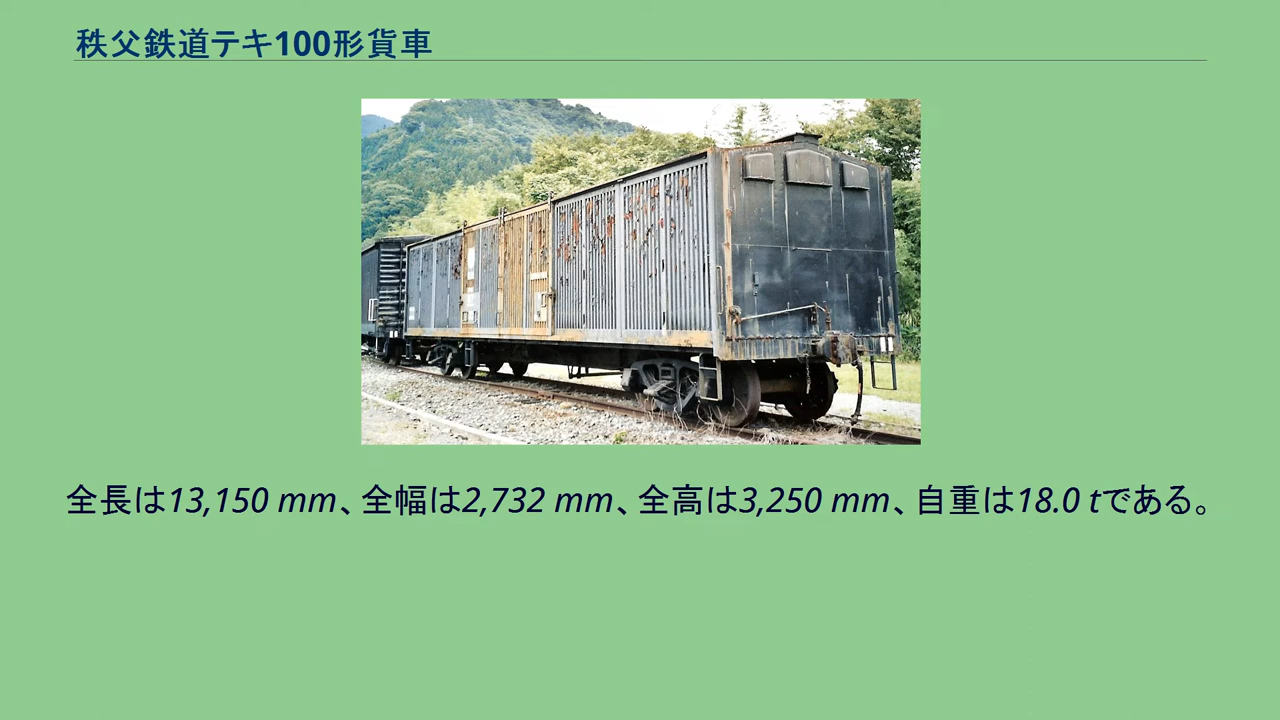 秩父鉄道テキ100形貨車
全長は13,150 mm、全幅は2,732 mm、全高は3,250 mm、自重は18.0 tである。